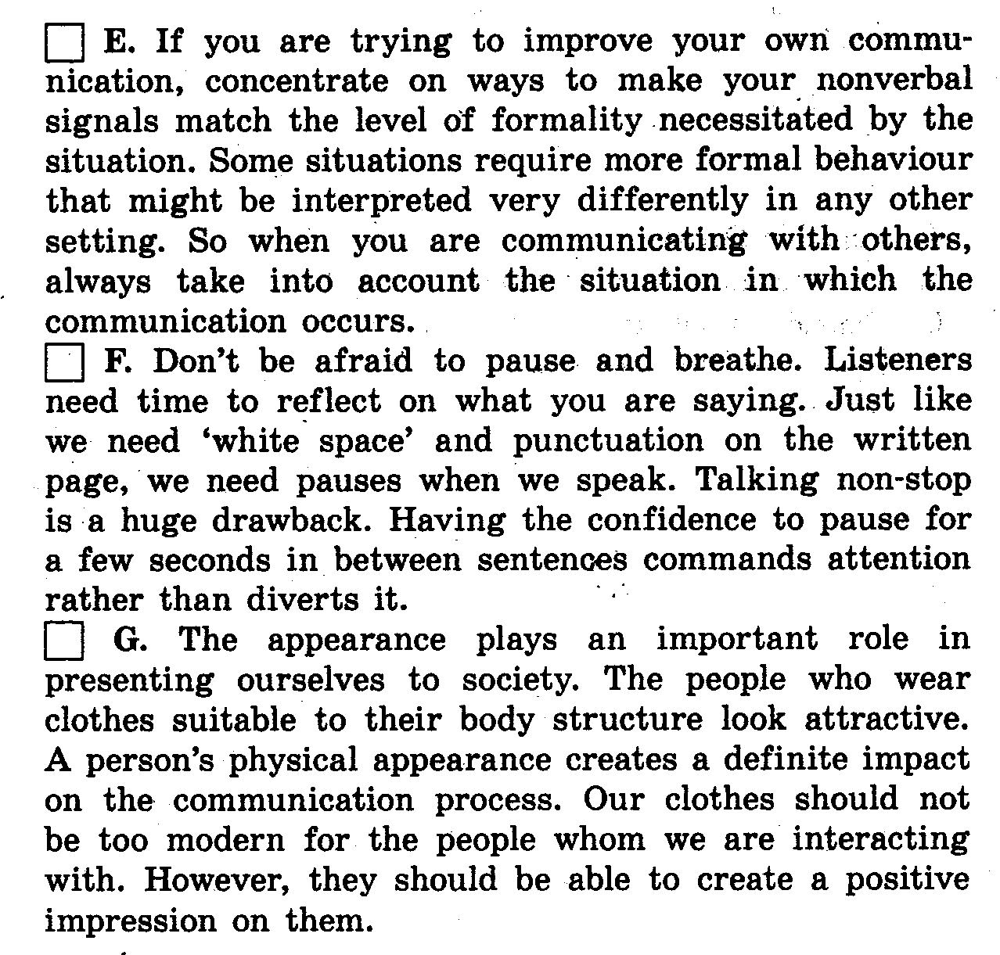 E. If you are trying to improve your own commu-
nication, concentrate on ways to make your nonverbal
signals match the level of formality necessitated by the
situation. Some situations require more formal behaviour
that might be interpreted very differently in any other
setting. So when you are communicating with others,
always take into account the situation in which the
communication occurs.
F. Don't be afraid to pause and breathe. Listeners
need time to reflect on what you are saying. Just like
we need 'white space' and punctuation on the written
page, we need pauses when we speak. Talking non-stop
is a huge drawback. Having the confidence to pause for
a few seconds in between sentences commands attention
rather than diverts it.
G. The appearance plays an important role in
presenting ourselves to society. The people who wear
clothes suitable to their body structure look attractive.
A person's physical appearance creates a definite impact
on the communication process. Our clothes should not
be too modern for the people whom we are interacting
with. However, they should be able to create a positive
impression on them.